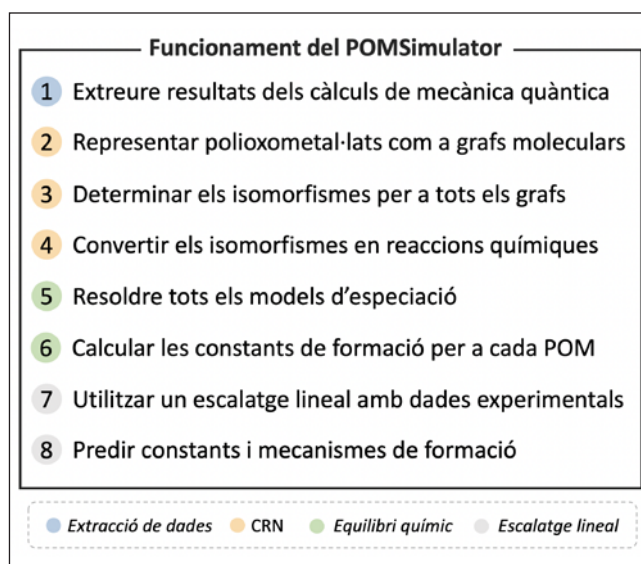 Funcionament del POMSimulator
1 Extreure resultats dels càlculs de mecànica quàntica
2 Representar polioxometal·lats com a grafs moleculars
3 Determinar els isomorfismes per a tots els grafs
4 Convertir els isomorfismes en reaccions químiques
5 Resoldre tots els models d'especiació
6 Calcular les constants de formació per a cada POM
7 Utilitzar un escalatge lineal amb dades experimentals
8 Predir constants i mecanismes de formació
Extracció de dades CRN Equilibri químic Escalatge lineal